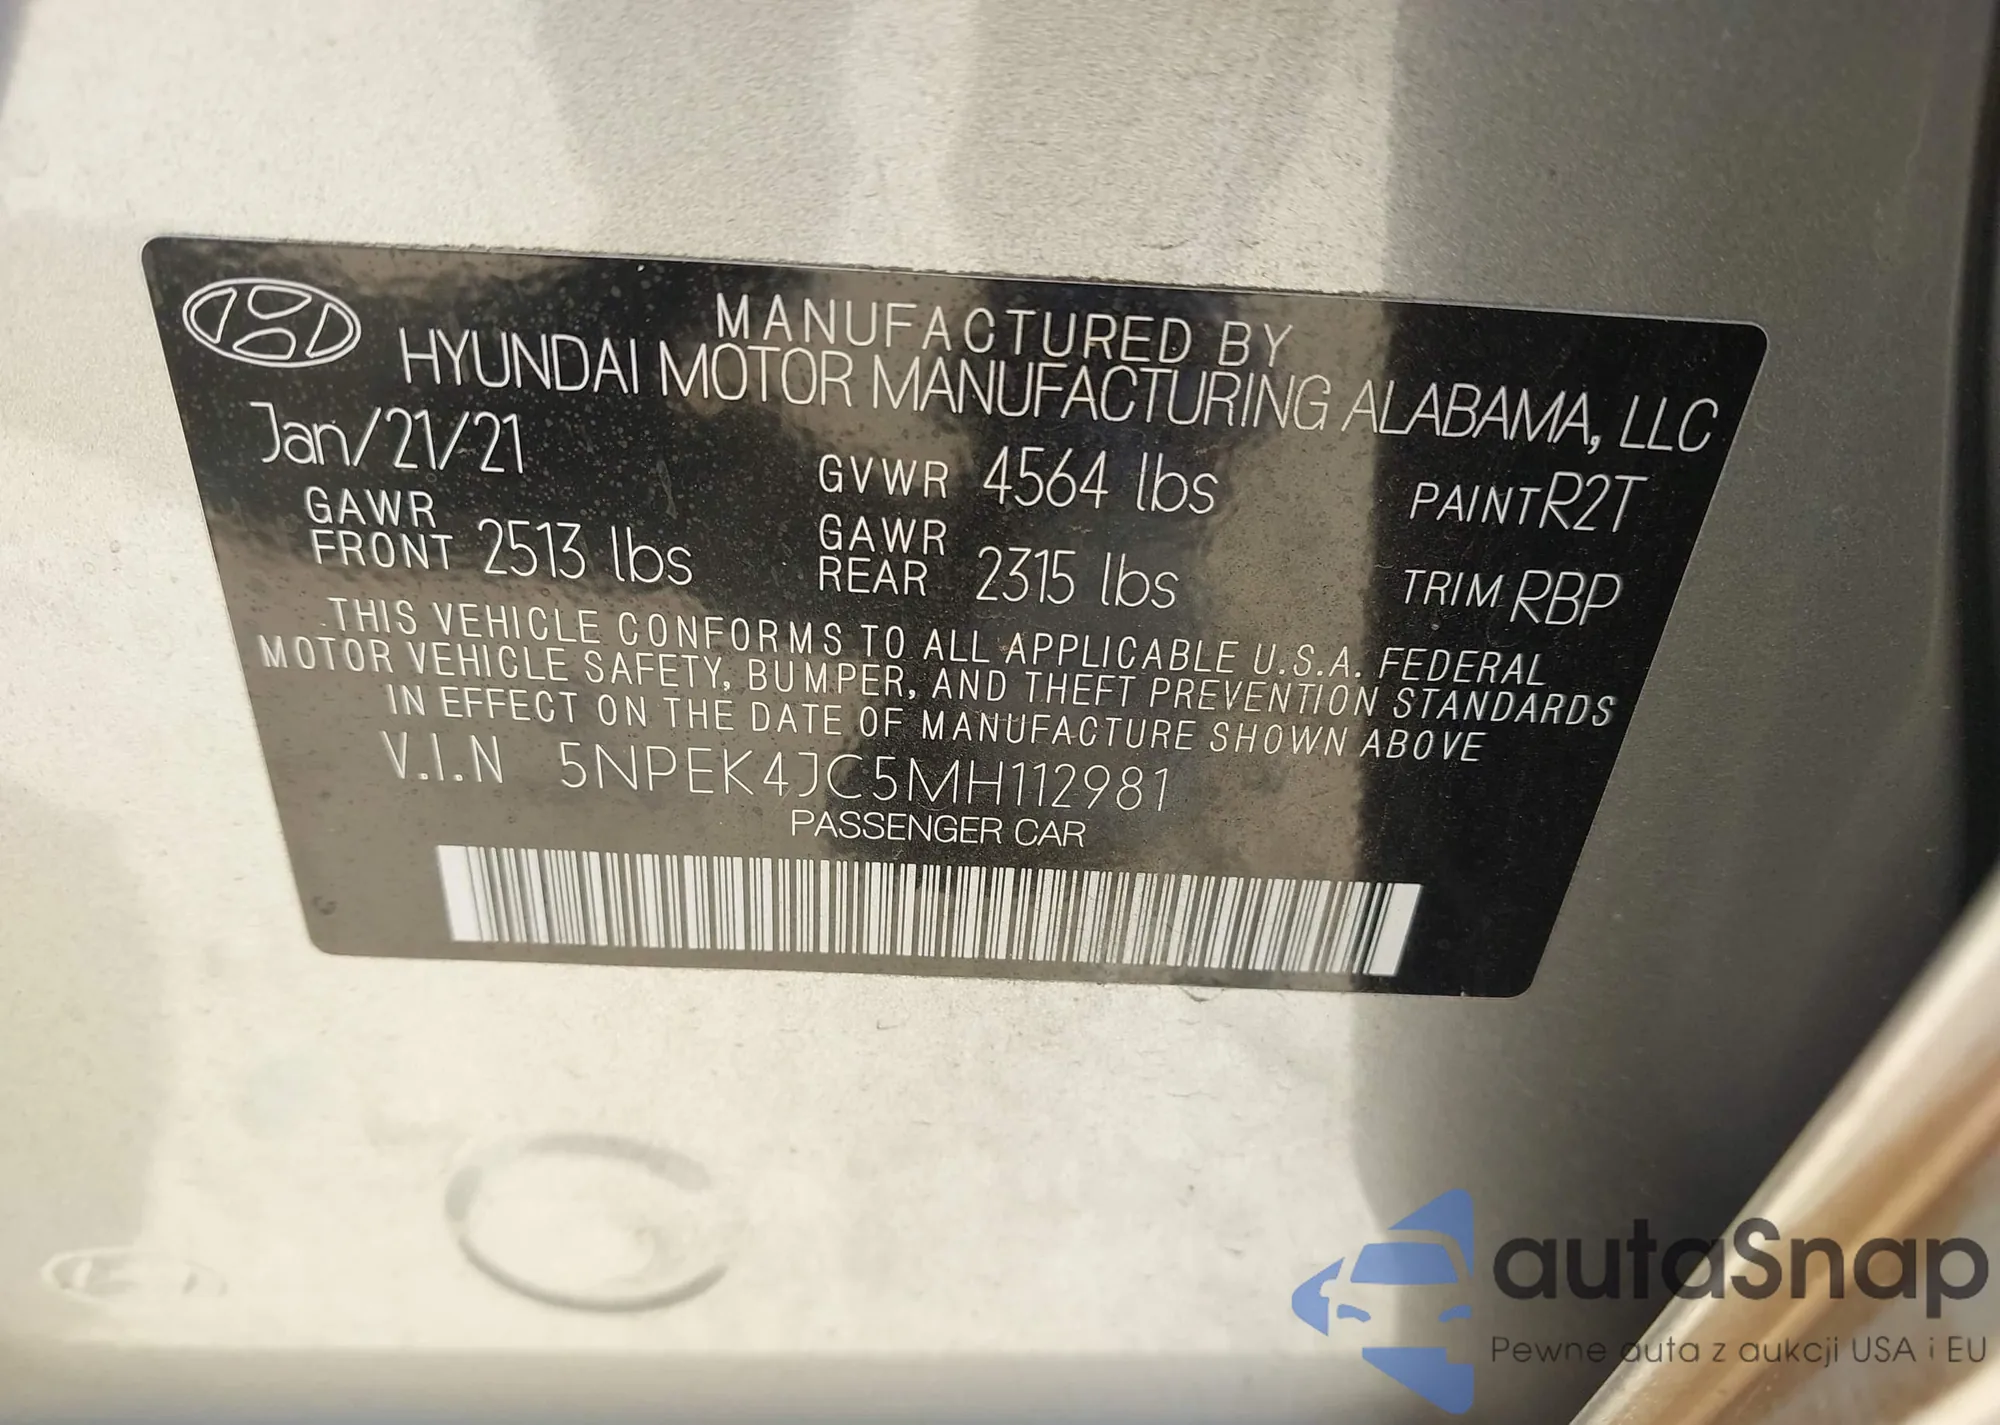 MANUFACTURED BY
HYUNDAI MOTOR MANUFACTURING ALABAMA, LLC
Jan/21/21
GVWR 4564 lbs
PAINT R2T
GAWR FRONT 2513 lbs
GAWR REAR 2315 lbs
TRIM RBP
THIS VEHICLE CONFORMS TO ALL APPLICABLE U.S.A. FEDERAL
MOTOR VEHICLE SAFETY, BUMPER, AND THEFT PREVENTION STANDARDS
IN EFFECT ON THE DATE OF MANUFACTURE SHOWN ABOVE
V.I.N 5NPEK4JC5MH112981
PASSENGER CAR
autaSnap
Pewne auta z aukcji USA i EU